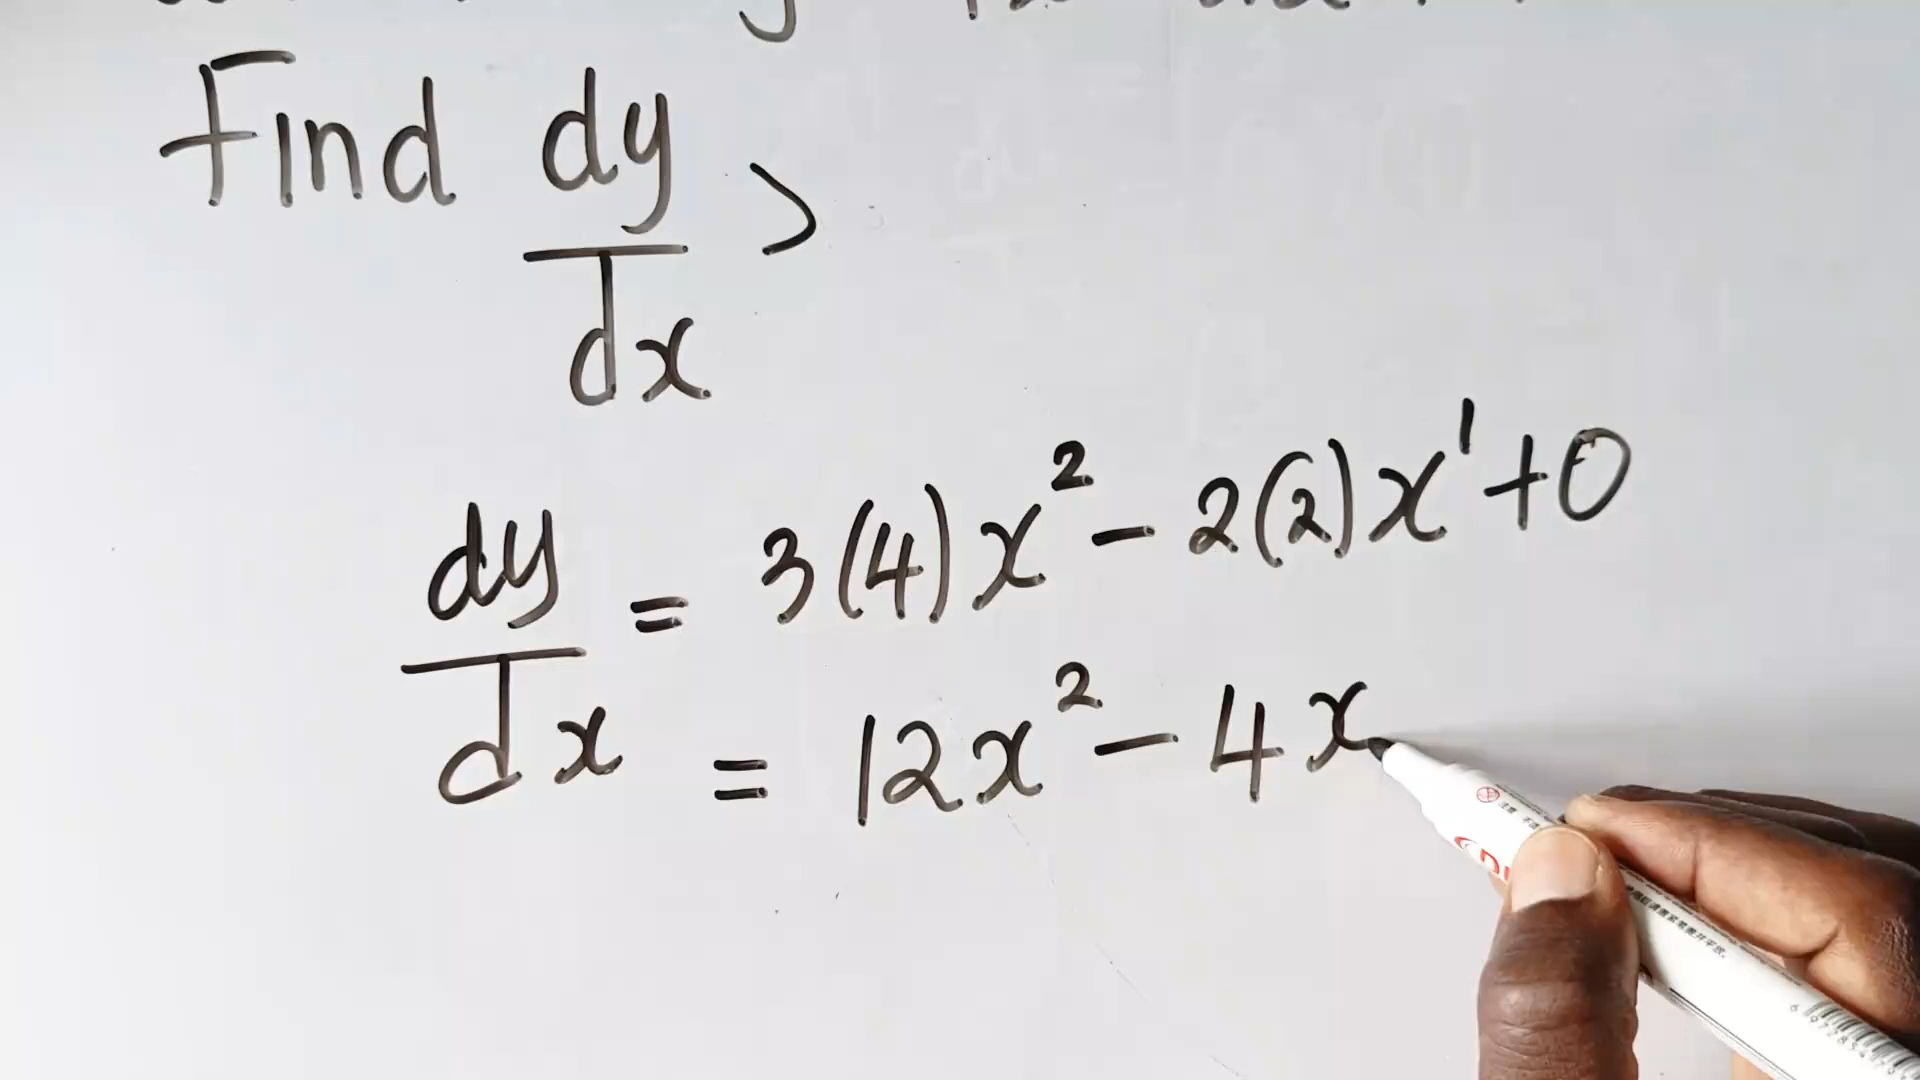 Find dy/dx >
dy/dx = 3(4)x² - 2(2)x¹ + 0
= 12x² - 4x